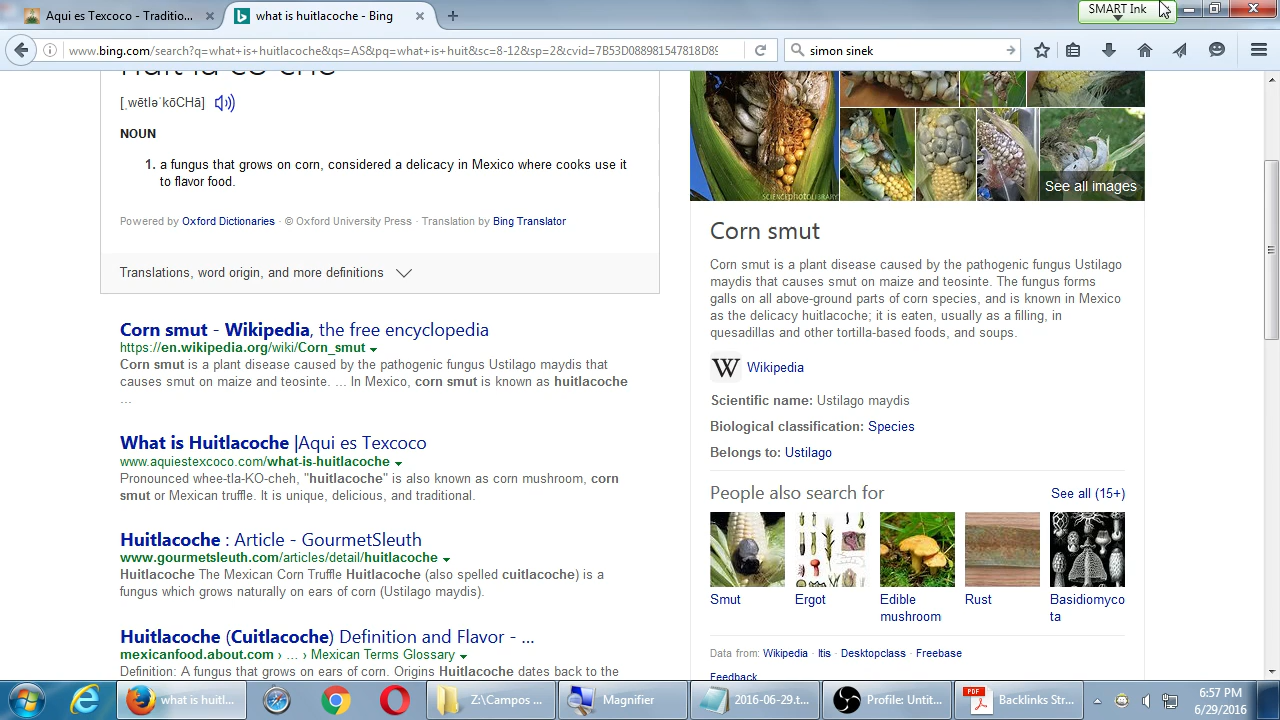 SMART Ink
Aqui es Texcoco - Traditio...
what is huitlacoche - Bing
www.bing.com/search?q=what+is+huitlacoche&qs=AS&pq=what+is+huit&sc=8-12&sp=2&cvid=7B53D088981547818D8
simon sinek
[ˌwētləˈkōCHā]
NOUN
1. a fungus that grows on corn, considered a delicacy in Mexico where cooks use it
to flavor food.
Powered by Oxford Dictionaries · © Oxford University Press · Translation by Bing Translator
Translations, word origin, and more definitions
Corn smut - Wikipedia, the free encyclopedia
https://en.wikipedia.org/wiki/Corn_smut
Corn smut is a plant disease caused by the pathogenic fungus Ustilago maydis that
causes smut on maize and teosinte. ... In Mexico, corn smut is known as huitlacoche
...
What is Huitlacoche |Aqui es Texcoco
www.aquiestexcoco.com/what-is-huitlacoche
Pronounced whee-tla-KO-cheh, "huitlacoche" is also known as corn mushroom, corn
smut or Mexican truffle. It is unique, delicious, and traditional.
Huitlacoche : Article - GourmetSleuth
www.gourmetsleuth.com/articles/detail/huitlacoche
Huitlacoche The Mexican Corn Truffle Huitlacoche (also spelled cuitlacoche) is a
fungus which grows naturally on ears of corn (Ustilago maydis).
Huitlacoche (Cuitlacoche) Definition and Flavor - ...
mexicanfood.about.com › ... › Mexican Terms Glossary
Definition: A fungus that grows on ears of corn. Origins Huitlacoche dates back to the
SCIENCEPHOTOLIBRARY
See all images
Corn smut
Corn smut is a plant disease caused by the pathogenic fungus Ustilago
maydis that causes smut on maize and teosinte. The fungus forms
galls on all above-ground parts of corn species, and is known in Mexico
as the delicacy huitlacoche; it is eaten, usually as a filling, in
quesadillas and other tortilla-based foods, and soups.
W Wikipedia
Scientific name: Ustilago maydis
Biological classification: Species
Belongs to: Ustilago
People also search for
See all (15+)
Smut
Ergot
Edible
mushroom
Rust
Basidiomyco
ta
Data from: Wikipedia · Itis · Desktopclass · Freebase
Feedback
what is huitl...
Z:\Campos ...
Magnifier
2016-06-29.t...
Profile: Untit...
PDF
Backlinks Str...
6:57 PM
6/29/2016